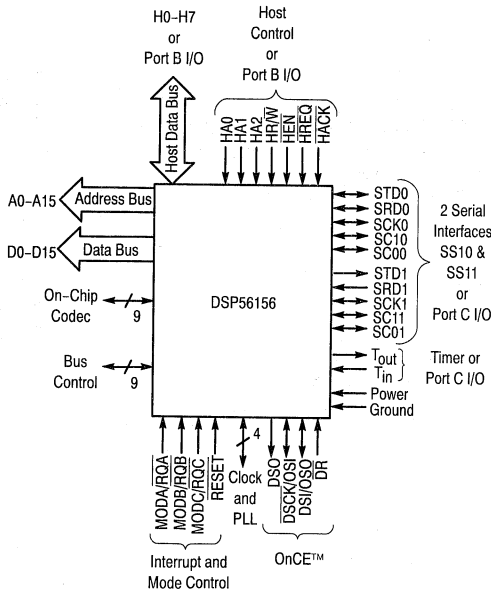 H0–H7
or
Port B I/O
Host
Control
or
Port B I/O
Host Data Bus
HA0
HA1
HA2
HR/W
HEN
HREQ
HACK
A0–A15
Address Bus
D0–D15
Data Bus
On–Chip
Codec
9
Bus
Control
9
DSP56156
STD0
SRD0
SCK0
SC10
SC00
STD1
SRD1
SCK1
SC11
SC01
2 Serial
Interfaces
SS10 &
SS11
or
Port C I/O
Tout
Tin
Timer or
Port C I/O
Power
Ground
MODA/RQA
MODB/RQB
MODC/RQC
RESET
4
Clock
and
PLL
DSO
DSCK/OSI
DSI/OSO
DR
Interrupt and
Mode Control
OnCE™